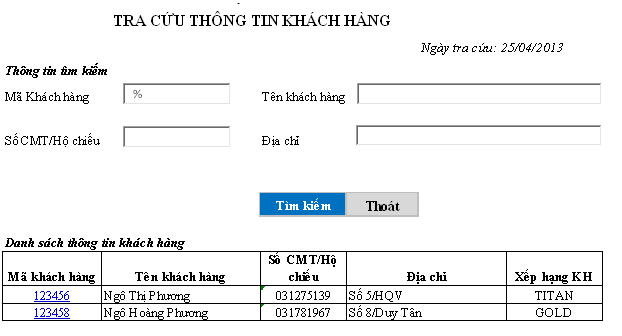 TRA CỨU THÔNG TIN KHÁCH HÀNG
Ngày tra cứu: 25/04/2013
Thông tin tìm kiếm
Mã Khách hàng % Tên khách hàng
Số CMT/Hộ chiếu Địa chỉ
Tìm kiếm Thoát
Danh sách thông tin khách hàng
Mã khách hàng Tên khách hàng Số CMT/Hộ chiếu Địa chỉ Xếp hạng KH
123456 Ngô Thị Phương 031275139 Số 5/HQV TITAN
123458 Ngô Hoàng Phương 031781967 Số 8/Duy Tân GOLD